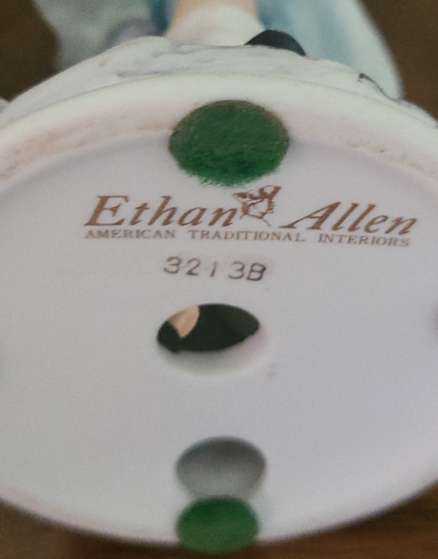 Ethan Allen
AMERICAN TRADITIONAL INTERIORS
3213B